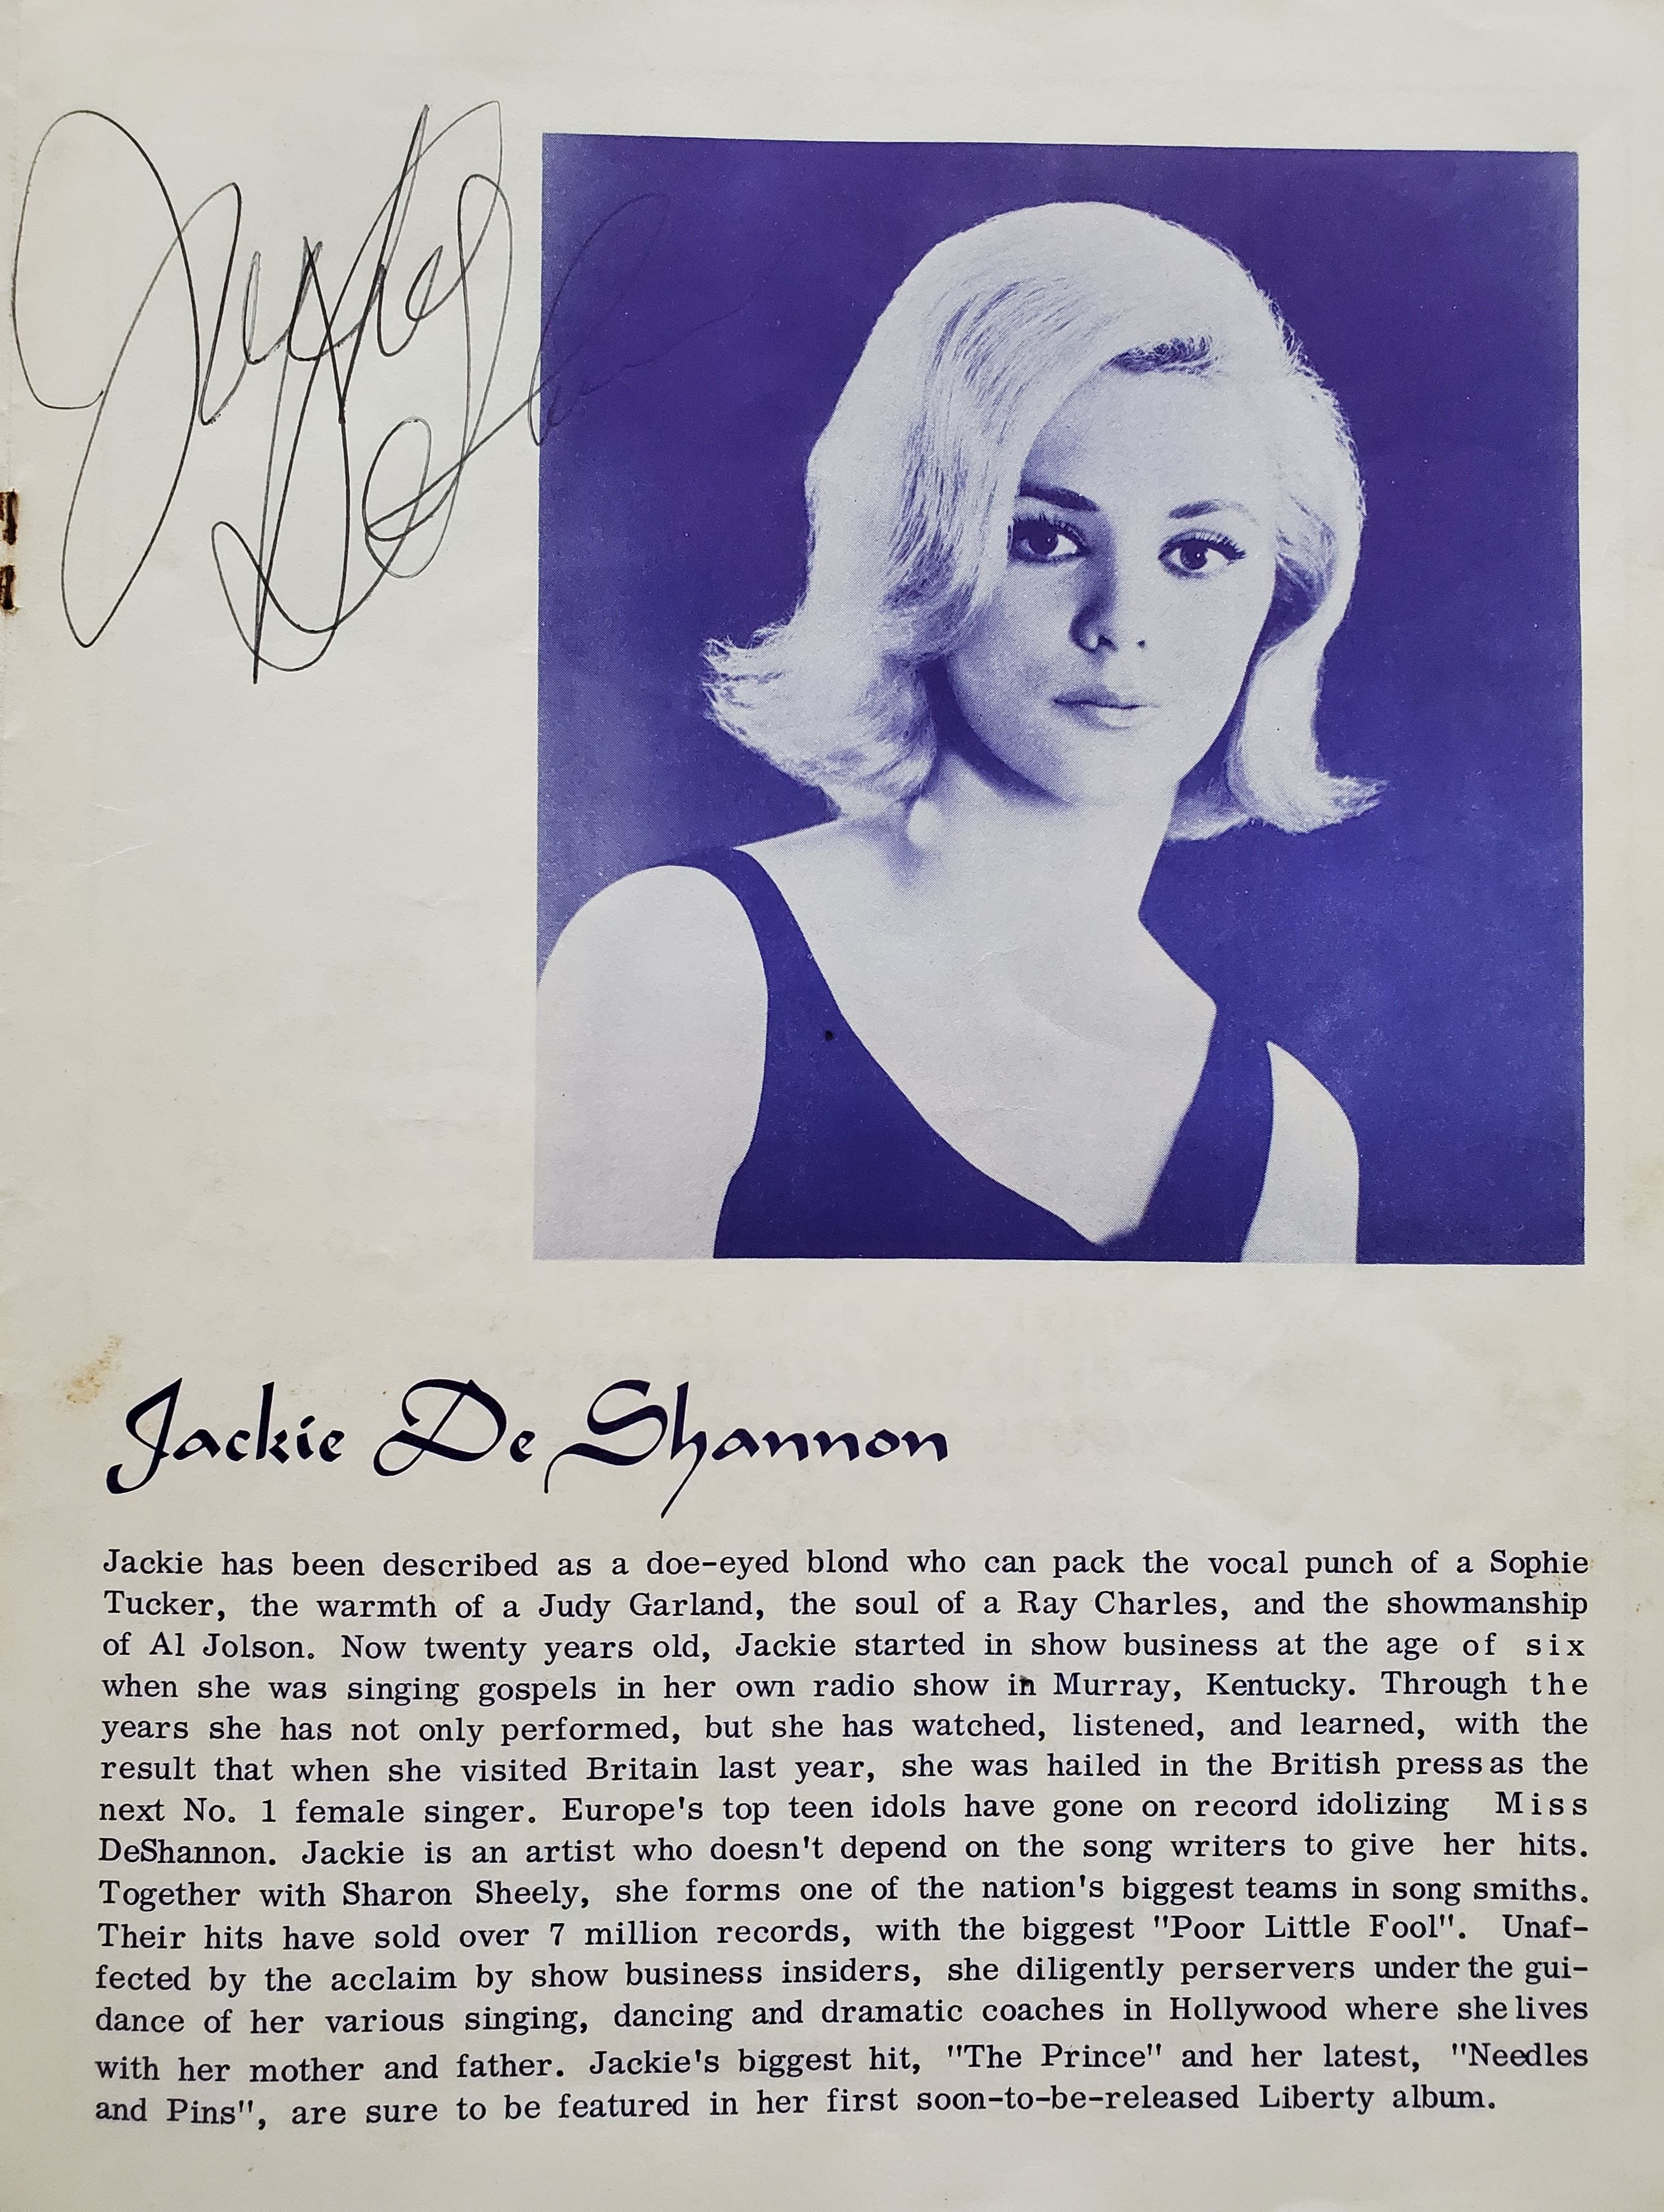 Jackie De Shannon
Jackie has been described as a doe-eyed blond who can pack the vocal punch of a Sophie
Tucker, the warmth of a Judy Garland, the soul of a Ray Charles, and the showmanship
of Al Jolson. Now twenty years old, Jackie started in show business at the age of six
when she was singing gospels in her own radio show in Murray, Kentucky. Through the
years she has not only performed, but she has watched, listened, and learned, with the
result that when she visited Britain last year, she was hailed in the British press as the
next No. 1 female singer. Europe's top teen idols have gone on record idolizing Miss
DeShannon. Jackie is an artist who doesn't depend on the song writers to give her hits.
Together with Sharon Sheely, she forms one of the nation's biggest teams in song smiths.
Their hits have sold over 7 million records, with the biggest "Poor Little Fool". Unaf-
fected by the acclaim by show business insiders, she diligently perservers under the gui-
dance of her various singing, dancing and dramatic coaches in Hollywood where she lives
with her mother and father. Jackie's biggest hit, "The Prince" and her latest, "Needles
and Pins", are sure to be featured in her first soon-to-be-released Liberty album.